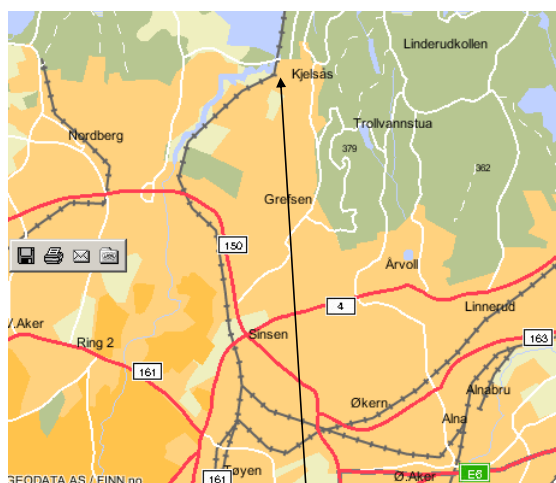 Linderudkollen
Kjelsås
Trollvannstua
Nordberg
379
362
Grefsen
150
Årvoll
4
Linnerud
V.Aker
Ring 2
Sinsen
163
161
Alnabru
Økern
Alna
161
Tøyen
Ø.Aker
E6
GEODATA AS / FINN.no